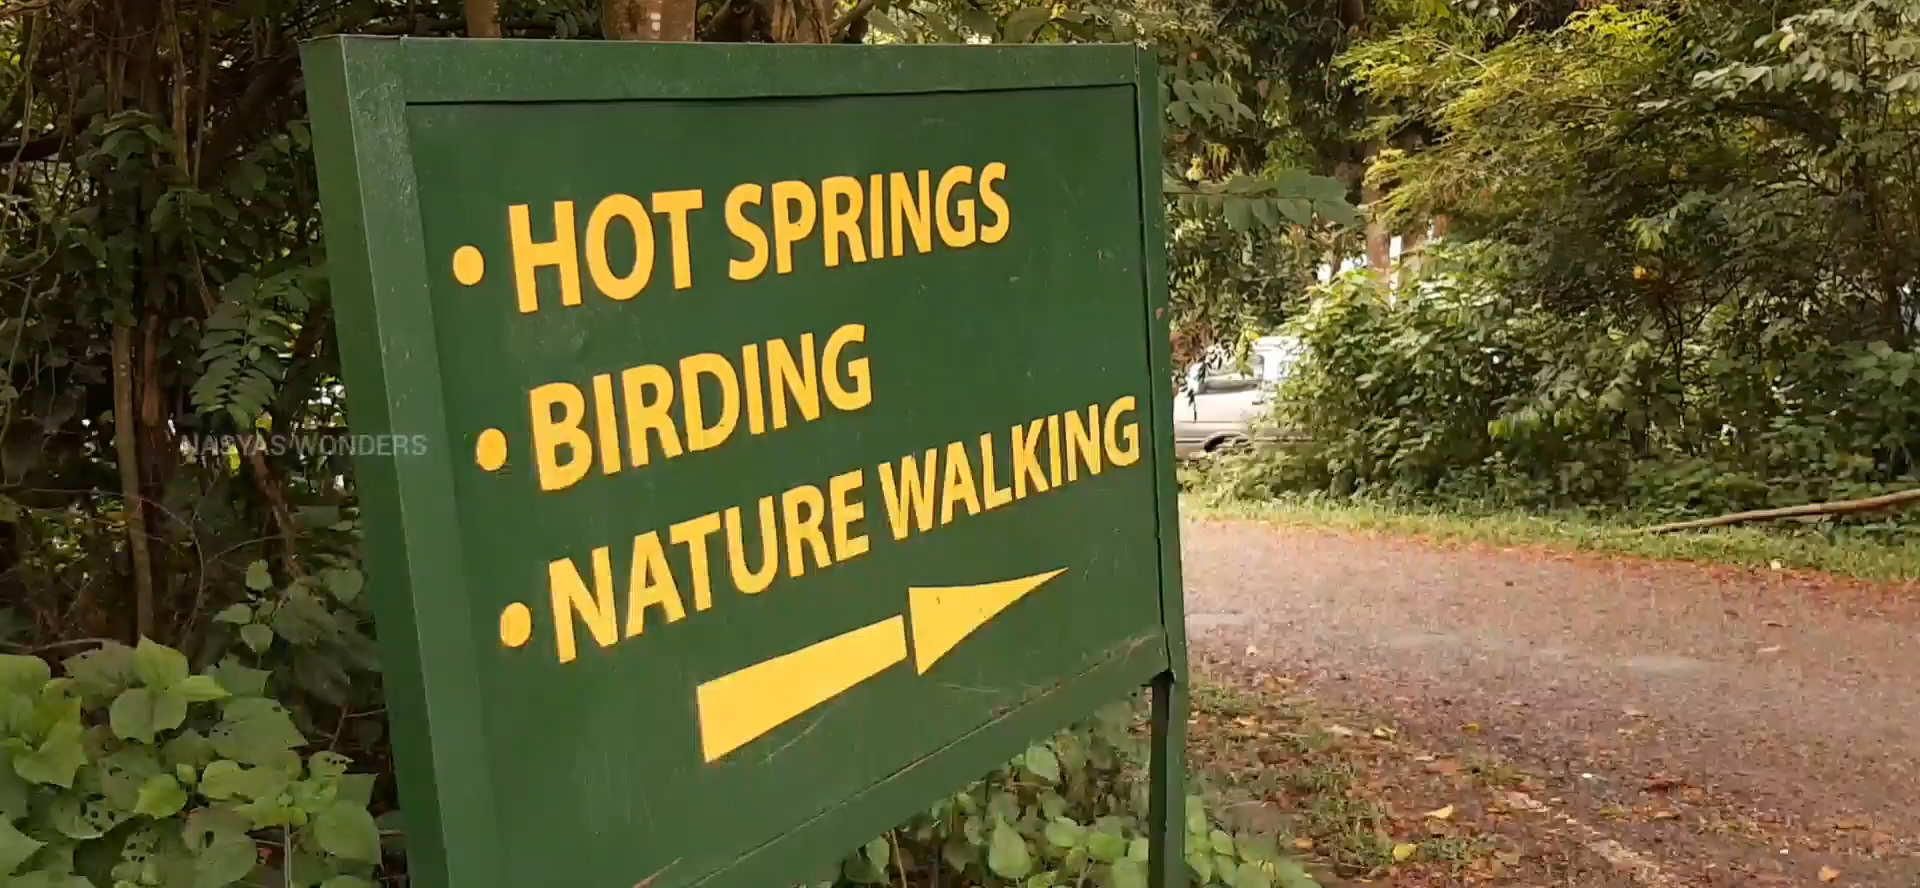 • HOT SPRINGS
• BIRDING
• NATURE WALKING
NASYAS WONDERS